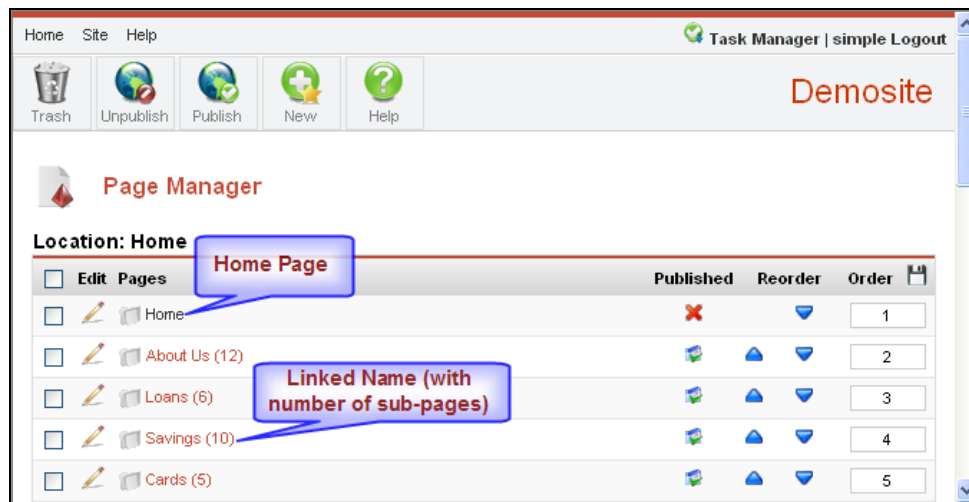 Home Site Help
Task Manager | simple Logout
Trash Unpublish Publish New Help
Demosite
Page Manager
Location: Home
Home Page
Edit Pages Published Reorder Order
Home 1
About Us (12) 2
Linked Name (with
number of sub-pages)
Loans (6) 3
Savings (10) 4
Cards (5) 5